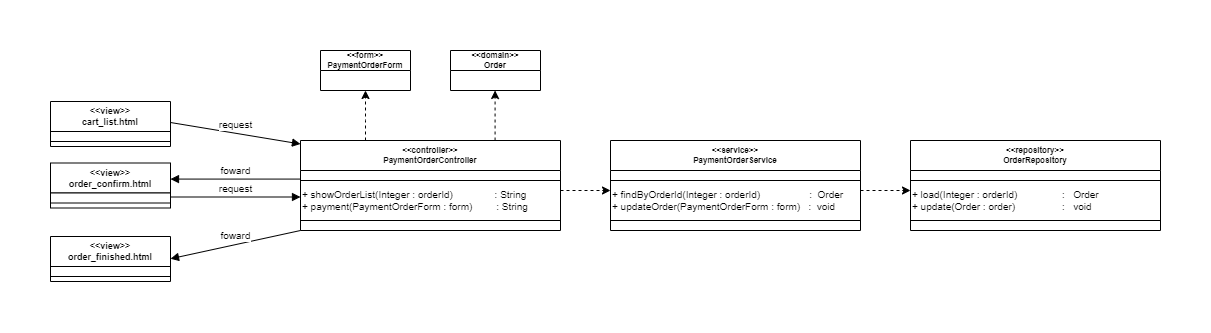 <<form>>
PaymentOrderForm
<<domain>>
Order
<<view>>
cart_list.html
request
<<controller>>
PaymentOrderController
<<service>>
PaymentOrderService
<<repository>>
OrderRepository
<<view>>
order_confirm.html
foward
request
+ showOrderList(Integer : orderId) : String
+ payment(PaymentOrderForm : form) : String
+ findByOrderId(Integer : orderId) : Order
+ updateOrder(PaymentOrderForm : form) : void
+ load(Integer : orderId) : Order
+ update(Order : order) : void
<<view>>
order_finished.html
foward